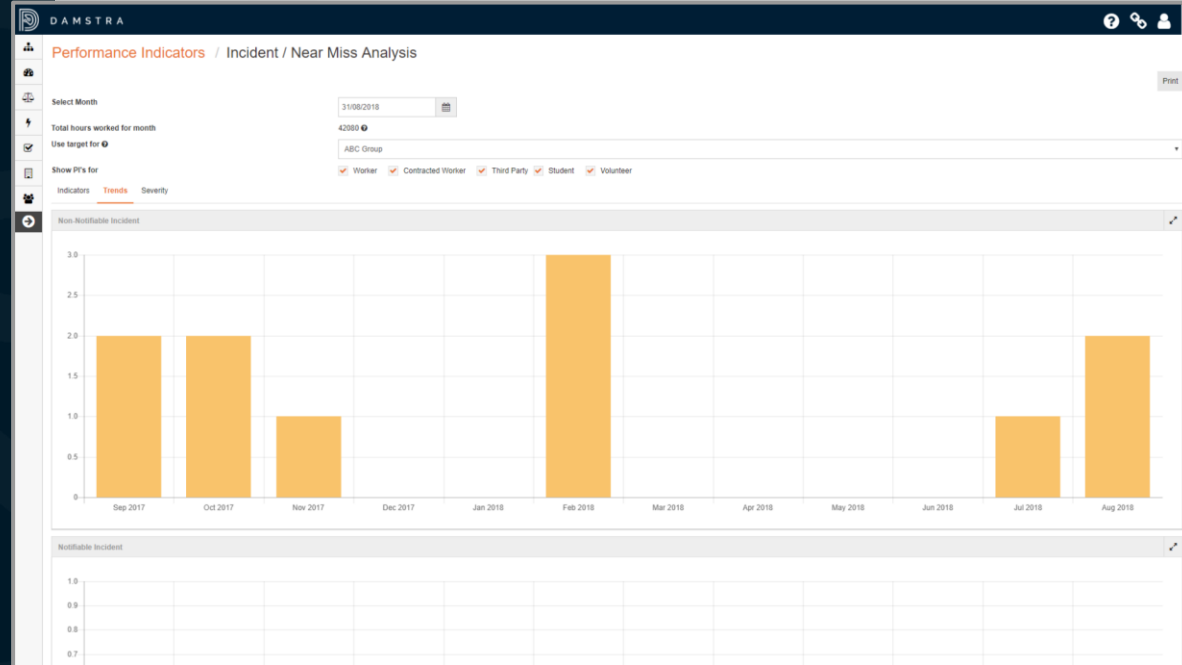 DAMSTRA
Performance Indicators / Incident / Near Miss Analysis
Print
Select Month
31/08/2018
Total hours worked for month
42080
Use target for
ABC Group
Show PI's for
Worker Contracted Worker Third Party Student Volunteer
Indicators Trends Severity
Non-Notifiable Incident
3.0
2.5
2.0
1.5
1.0
0.5
0
Sep 2017 Oct 2017 Nov 2017 Dec 2017 Jan 2018 Feb 2018 Mar 2018 Apr 2018 May 2018 Jun 2018 Jul 2018 Aug 2018
Notifiable Incident
1.0
0.9
0.8
0.7